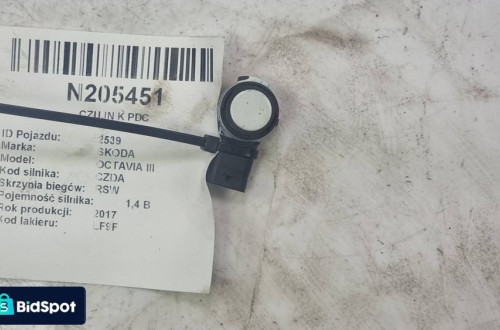 N205451
CZUJNIK PDC
ID Pojazdu: 2539
Marka: SKODA
Model: OCTAVIA III
Kod silnika: CZDA
Skrzynia biegów: RSW
Pojemność silnika: 1,4 B
Rok produkcji: 2017
Kod lakieru: LF9F
BidSpot